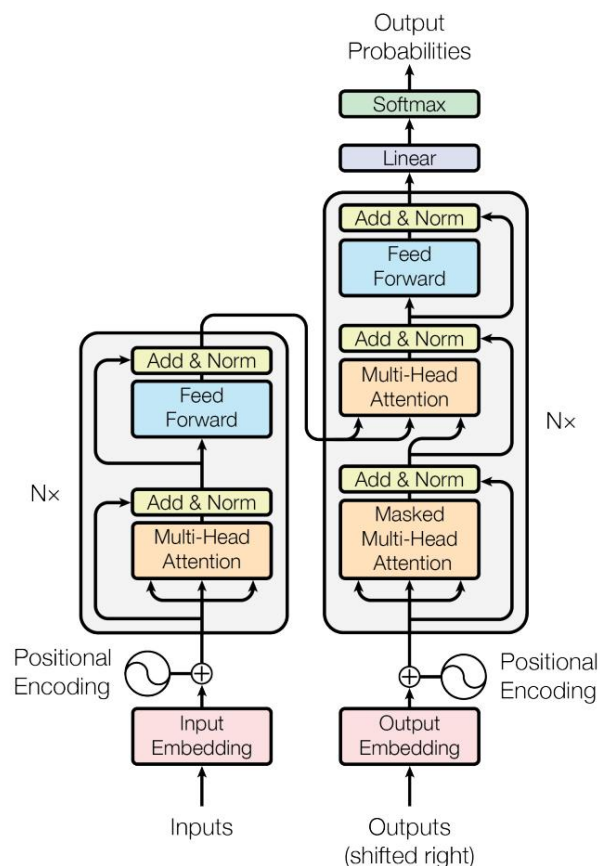 Output
Probabilities
Softmax
Linear
Add & Norm
Feed
Forward
Add & Norm
Multi-Head
Attention
Add & Norm
Masked
Multi-Head
Attention
N×
Add & Norm
Feed
Forward
Add & Norm
Multi-Head
Attention
N×
Positional
Encoding
Positional
Encoding
Input
Embedding
Output
Embedding
Inputs
Outputs
(shifted right)